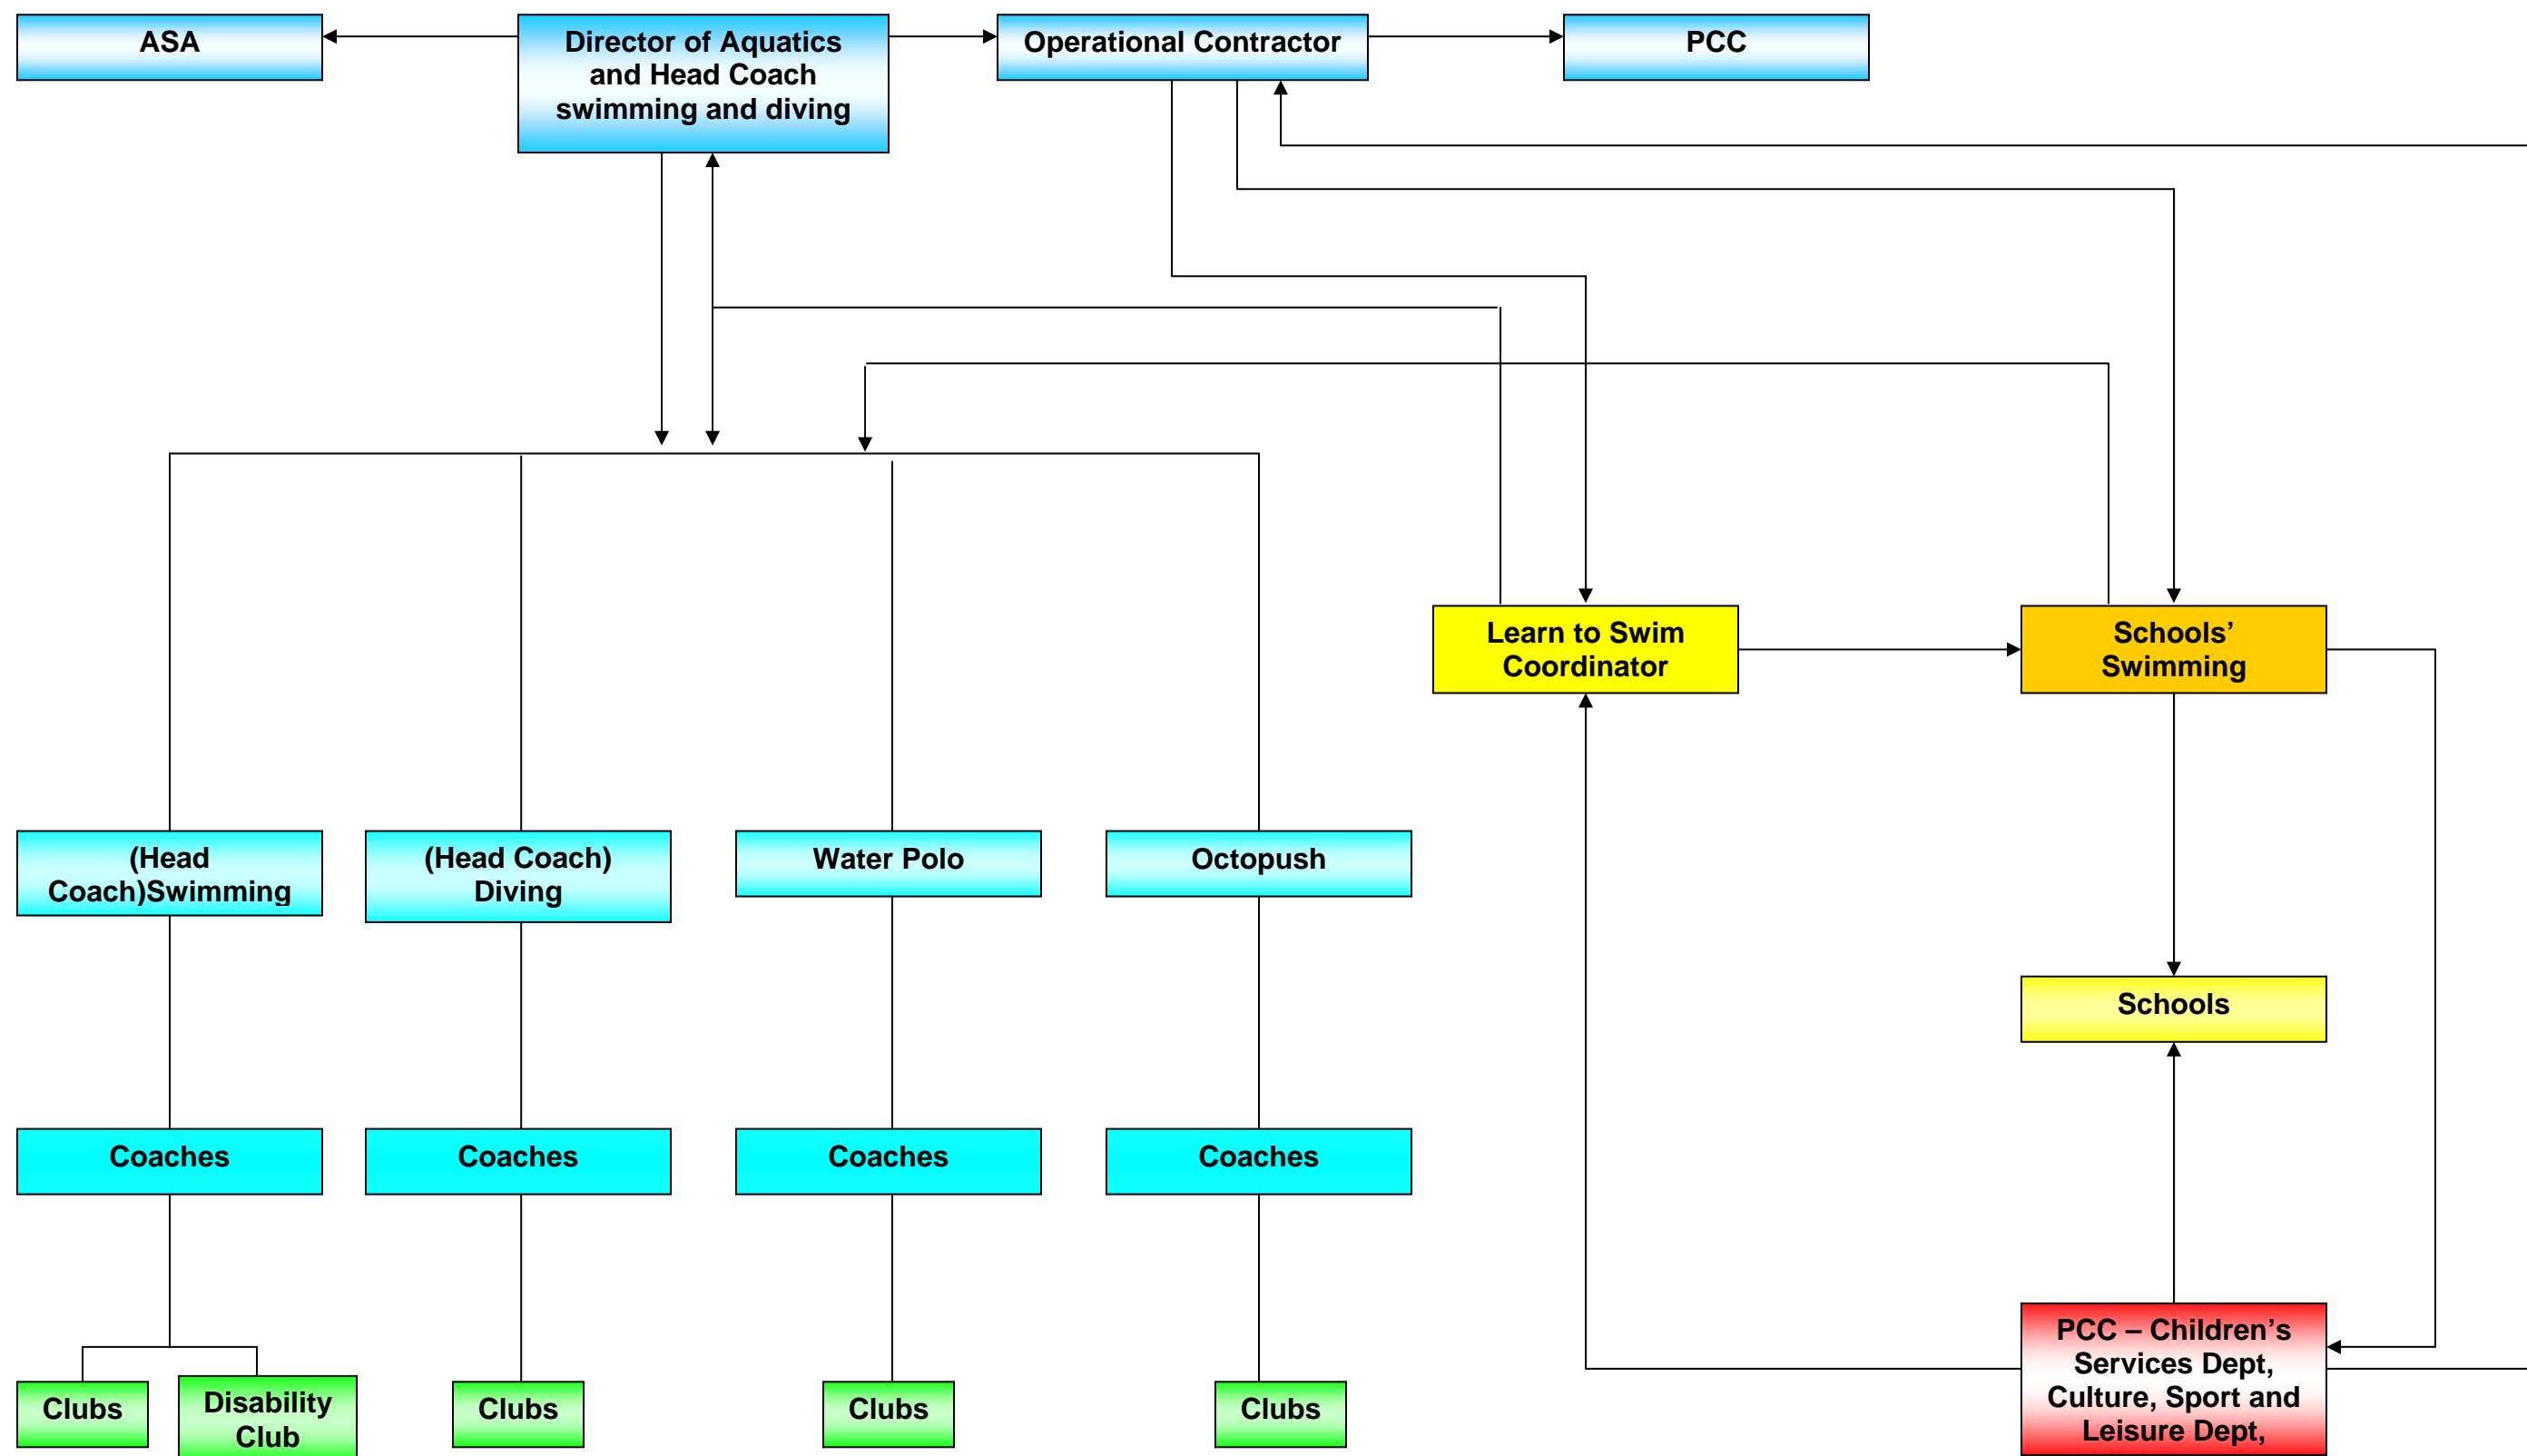 ASA
Director of Aquatics
and Head Coach
swimming and diving
Operational Contractor
PCC
Learn to Swim
Coordinator
Schools’
Swimming
(Head
Coach)Swimming
(Head Coach)
Diving
Water Polo
Octopush
Schools
Coaches
Coaches
Coaches
Coaches
Clubs
Disability
Club
Clubs
Clubs
Clubs
PCC – Children’s
Services Dept,
Culture, Sport and
Leisure Dept,